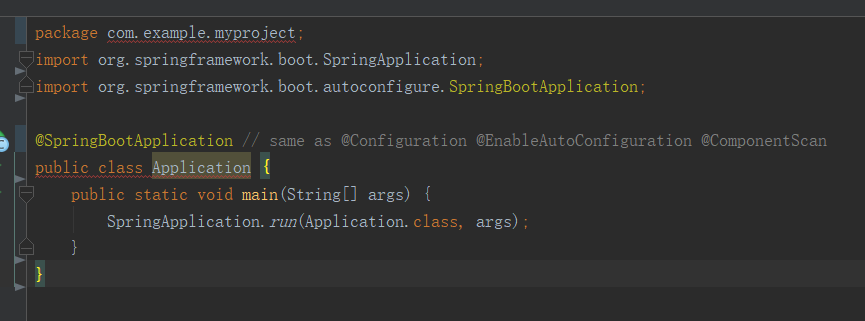 package com.example.myproject;
import org.springframework.boot.SpringApplication;
import org.springframework.boot.autoconfigure.SpringBootApplication;
@SpringBootApplication // same as @Configuration @EnableAutoConfiguration @ComponentScan
public class Application {
public static void main(String[] args) {
SpringApplication.run(Application.class, args);
}
}